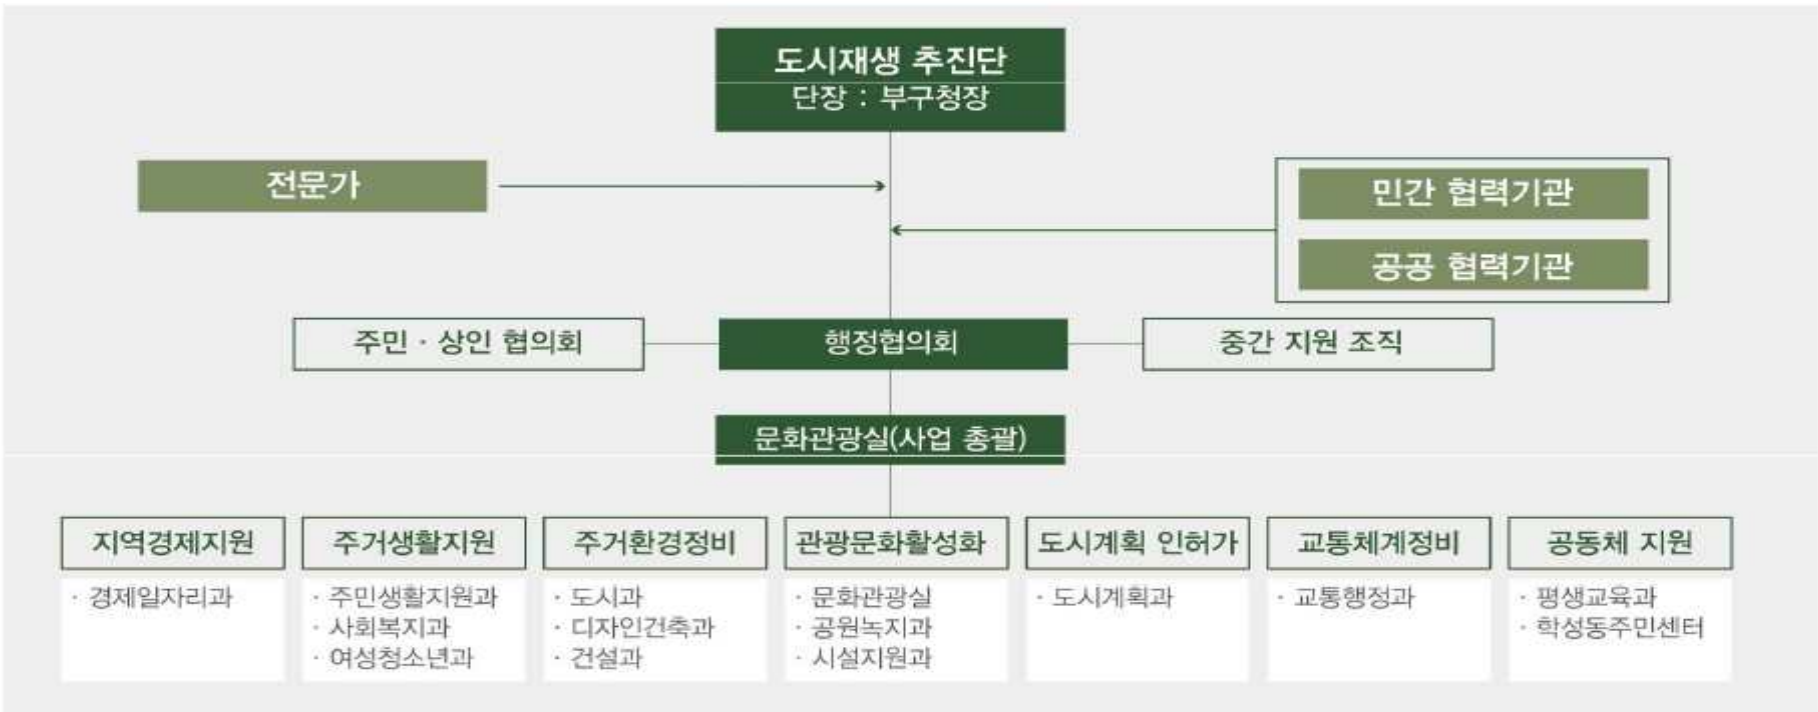 도시재생 추진단
단장 : 부구청장
전문가
민간 협력기관
공공 협력기관
주민 · 상인 협의회
행정협의회
중간 지원 조직
문화관광실(사업 총괄)
지역경제지원
· 경제일자리과
주거생활지원
· 주민생활지원과
· 사회복지과
· 여성청소년과
주거환경정비
· 도시과
· 디자인건축과
· 건설과
관광문화활성화
· 문화관광실
· 공원녹지과
· 시설지원과
도시계획 인허가
· 도시계획과
교통체계정비
· 교통행정과
공동체 지원
· 평생교육과
· 학성동주민센터